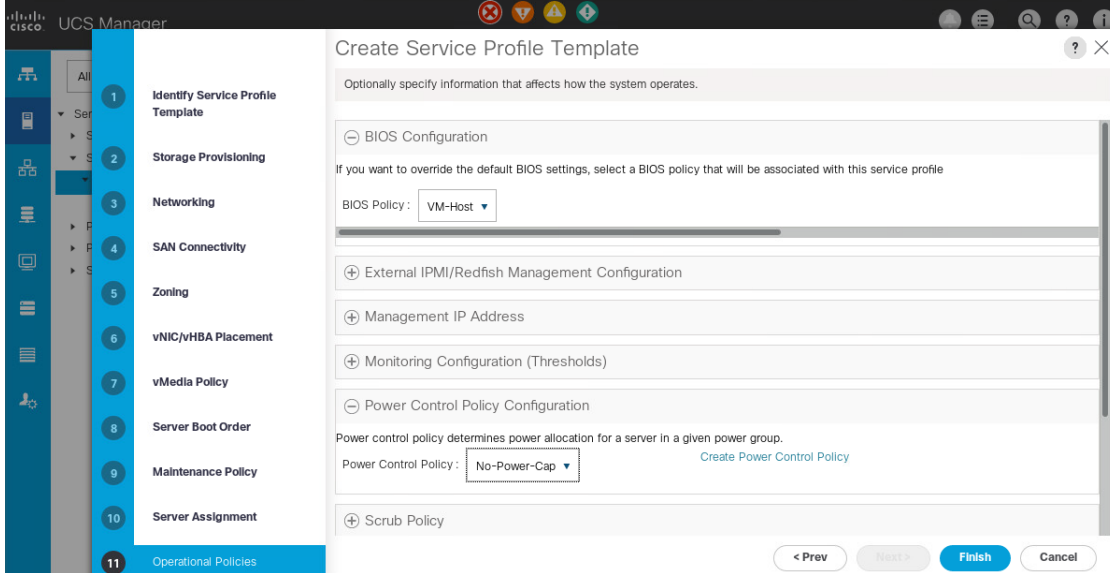 cisco
UCS Manager
Create Service Profile Template
?
Optionally specify information that affects how the system operates.
All
Ser
S
S
P
P
S
1 Identify Service Profile
Template
2 Storage Provisioning
3 Networking
4 SAN Connectivity
5 Zoning
6 vNIC/vHBA Placement
7 vMedia Policy
8 Server Boot Order
9 Maintenance Policy
10 Server Assignment
11 Operational Policies
BIOS Configuration
If you want to override the default BIOS settings, select a BIOS policy that will be associated with this service profile
BIOS Policy : VM-Host
External IPMI/Redfish Management Configuration
Management IP Address
Monitoring Configuration (Thresholds)
Power Control Policy Configuration
Power control policy determines power allocation for a server in a given power group.
Power Control Policy : No-Power-Cap Create Power Control Policy
Scrub Policy
< Prev Next > Finish Cancel